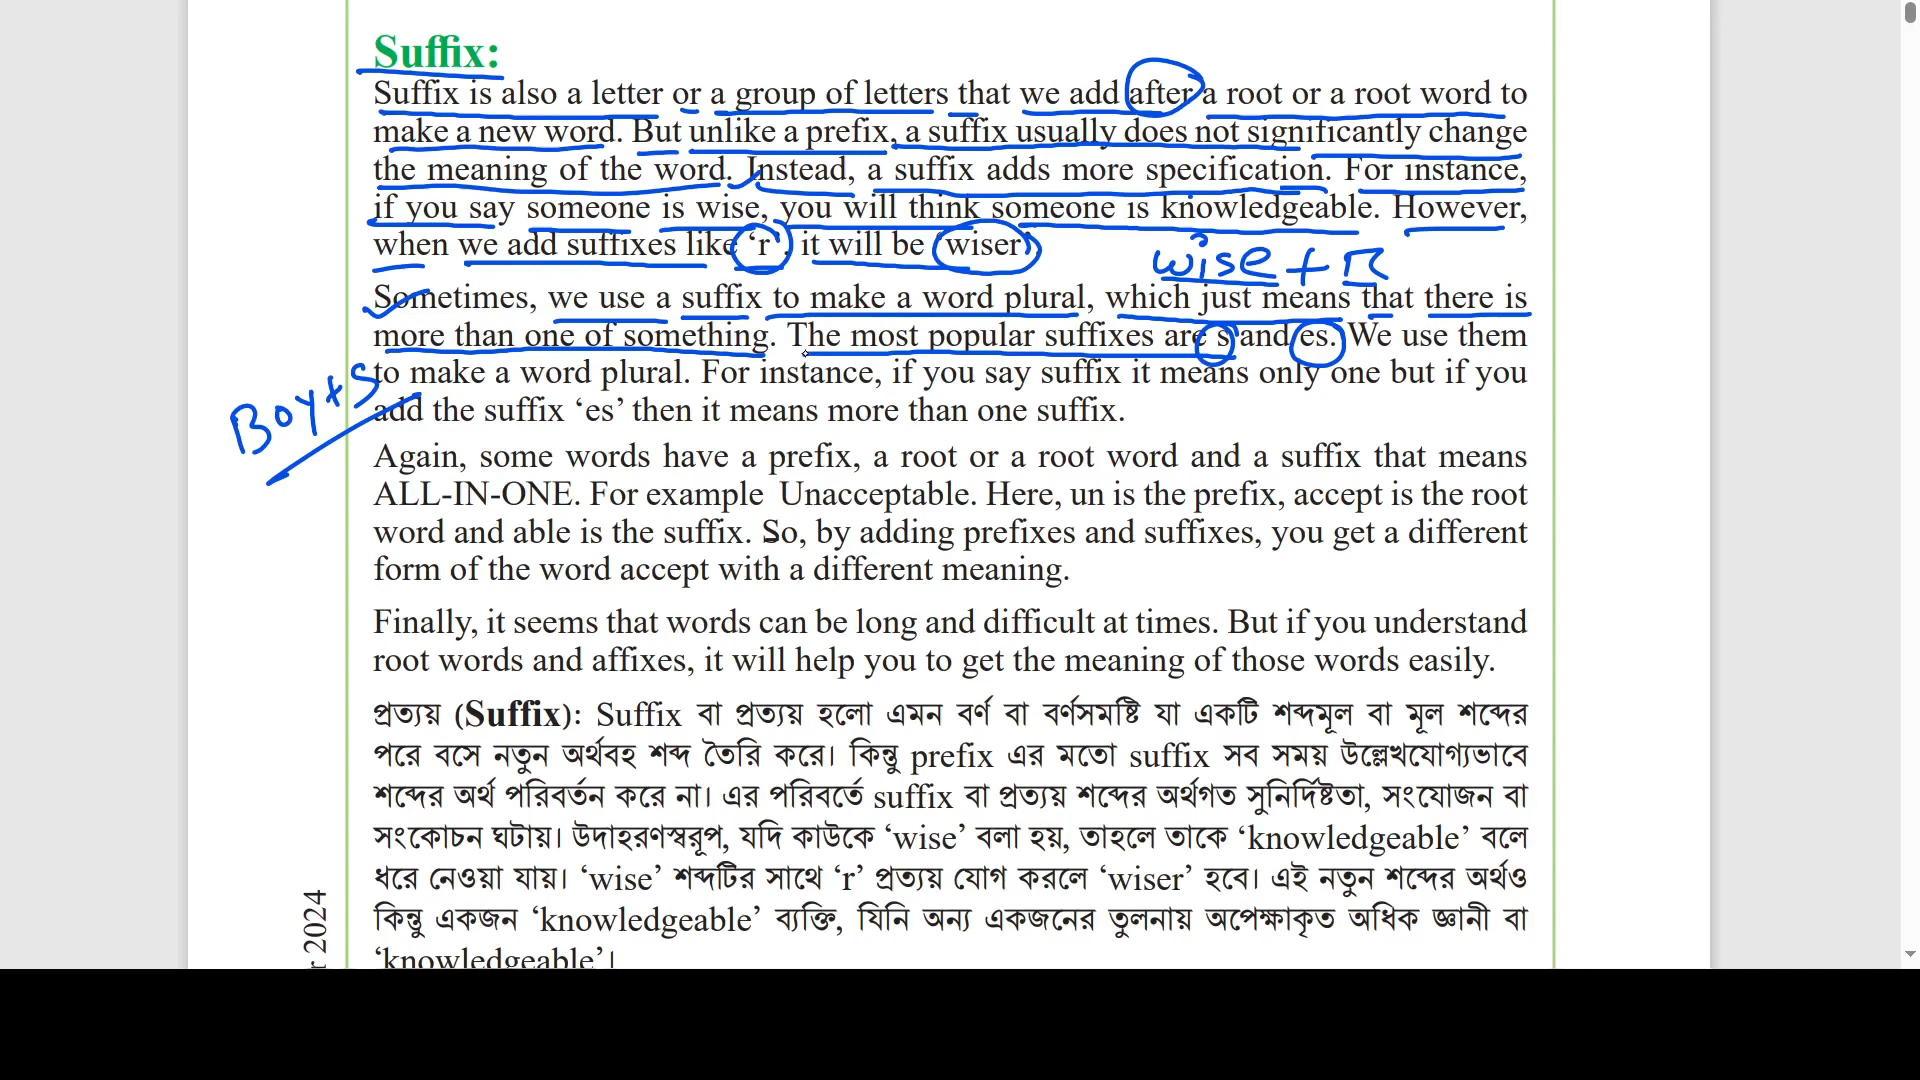 Suffix:
Suffix is also a letter or a group of letters that we add after a root or a root word to
make a new word. But unlike a prefix, a suffix usually does not significantly change
the meaning of the word. Instead, a suffix adds more specification. For instance,
if you say someone is wise, you will think someone is knowledgeable. However,
when we add suffixes like ‘r’, it will be ‘wiser’
wise + r
Sometimes, we use a suffix to make a word plural, which just means that there is
more than one of something. The most popular suffixes are s and es. We use them
Boy+s
to make a word plural. For instance, if you say suffix it means only one but if you
add the suffix ‘es’ then it means more than one suffix.
Again, some words have a prefix, a root or a root word and a suffix that means
ALL-IN-ONE. For example Unacceptable. Here, un is the prefix, accept is the root
word and able is the suffix. So, by adding prefixes and suffixes, you get a different
form of the word accept with a different meaning.
Finally, it seems that words can be long and difficult at times. But if you understand
root words and affixes, it will help you to get the meaning of those words easily.
প্রত্যয় (Suffix): Suffix বা প্রত্যয় হলো এমন বর্ণ বা বর্ণসমষ্টি যা একটি শব্দমূল বা মূল শব্দের
পরে বসে নতুন অর্থবহ শব্দ তৈরি করে। কিন্তু prefix এর মতো suffix সব সময় উল্লেখযোগ্যভাবে
শব্দের অর্থ পরিবর্তন করে না। এর পরিবর্তে suffix বা প্রত্যয় শব্দের অর্থগত সুনির্দিষ্টতা, সংযোজন বা
সংকোচন ঘটায়। উদাহরণস্বরূপ, যদি কাউকে ‘wise’ বলা হয়, তাহলে তাকে ‘knowledgeable’ বলে
ধরে নেওয়া যায়। ‘wise’ শব্দটির সাথে ‘r’ প্রত্যয় যোগ করলে ‘wiser’ হবে। এই নতুন শব্দের অর্থও
কিন্তু একজন ‘knowledgeable’ ব্যক্তি, যিনি অন্য একজনের তুলনায় অপেক্ষাকৃত অধিক জ্ঞানী বা
‘knowledgeable’।
r 2024